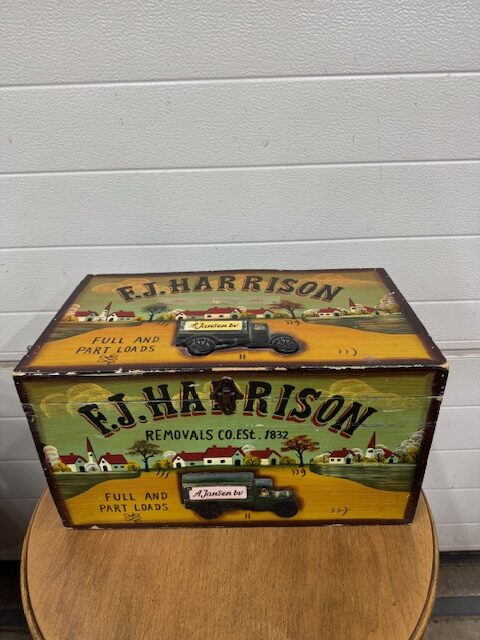 F.J. HARRISON
A.Jansen bv
FULL AND
PART LOADS
F.J. HARRISON
REMOVALS CO.ESt. 1832
A.Jansen bv
FULL AND
PART LOADS